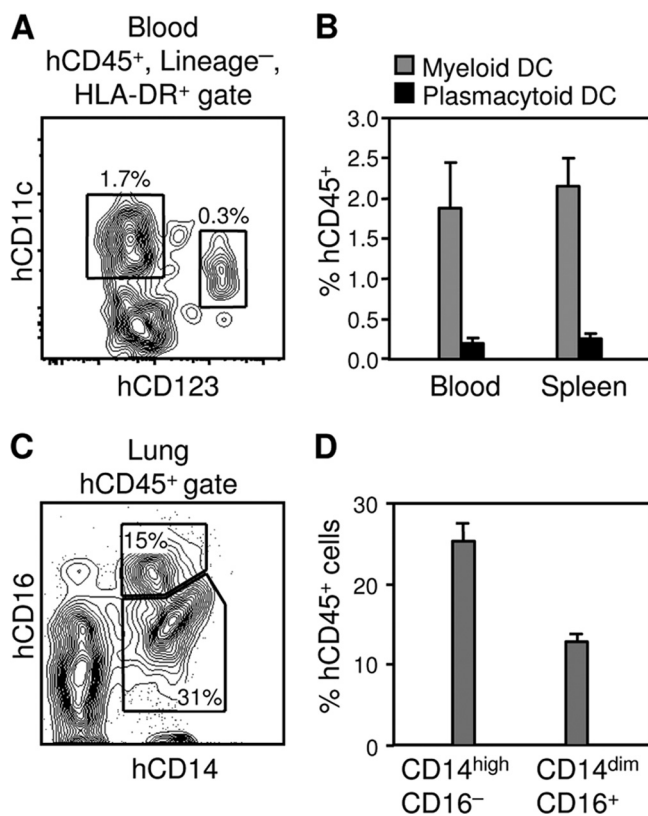 A
Blood
hCD45⁺, Lineage⁻,
HLA-DR⁺ gate
hCD11c
1.7%
0.3%
hCD123
B
Myeloid DC
Plasmacytoid DC
% hCD45⁺
3.0
2.5
2.0
1.5
1.0
0.5
0.0
Blood Spleen
C
Lung
hCD45⁺ gate
hCD16
15%
31%
hCD14
D
% hCD45⁺ cells
30
20
10
0
CD14ʰⁱᵍʰ CD14ᵈⁱᵐ
CD16⁻ CD16⁺